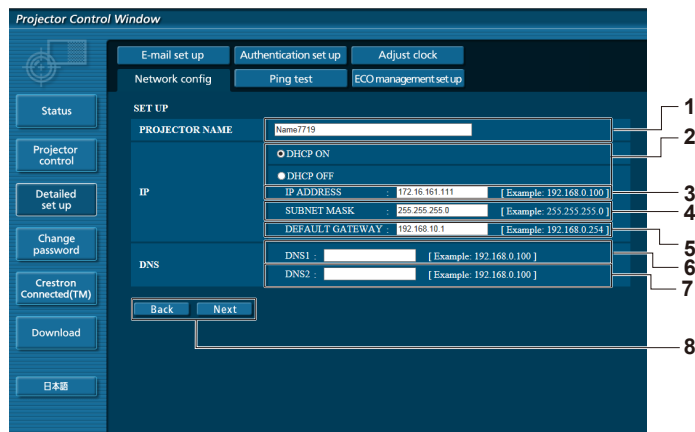 Projector Control Window
E-mail set up
Authentication set up
Adjust clock
Network config
Ping test
ECO management set up
Status
Projector
control
Detailed
set up
Change
password
Crestron
Connected(TM)
Download
日本語
SET UP
PROJECTOR NAME
Name7719
IP
DHCP ON
DHCP OFF
IP ADDRESS : 172.16.161.111 [ Example: 192.168.0.100 ]
SUBNET MASK : 255.255.255.0 [ Example: 255.255.255.0 ]
DEFAULT GATEWAY : 192.168.10.1 [ Example: 192.168.0.254 ]
DNS
DNS1 : [ Example: 192.168.0.100 ]
DNS2 : [ Example: 192.168.0.100 ]
Back
Next
1
2
3
4
5
6
7
8